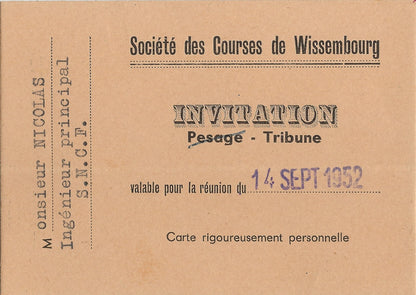 Société des Courses de Wissembourg
INVITATION
Pesage - Tribune
valable pour la réunion du 14 SEPT 1952
Carte rigoureusement personnelle
Monsieur NICOLAS
Ingénieur principal
S.N.C.F.